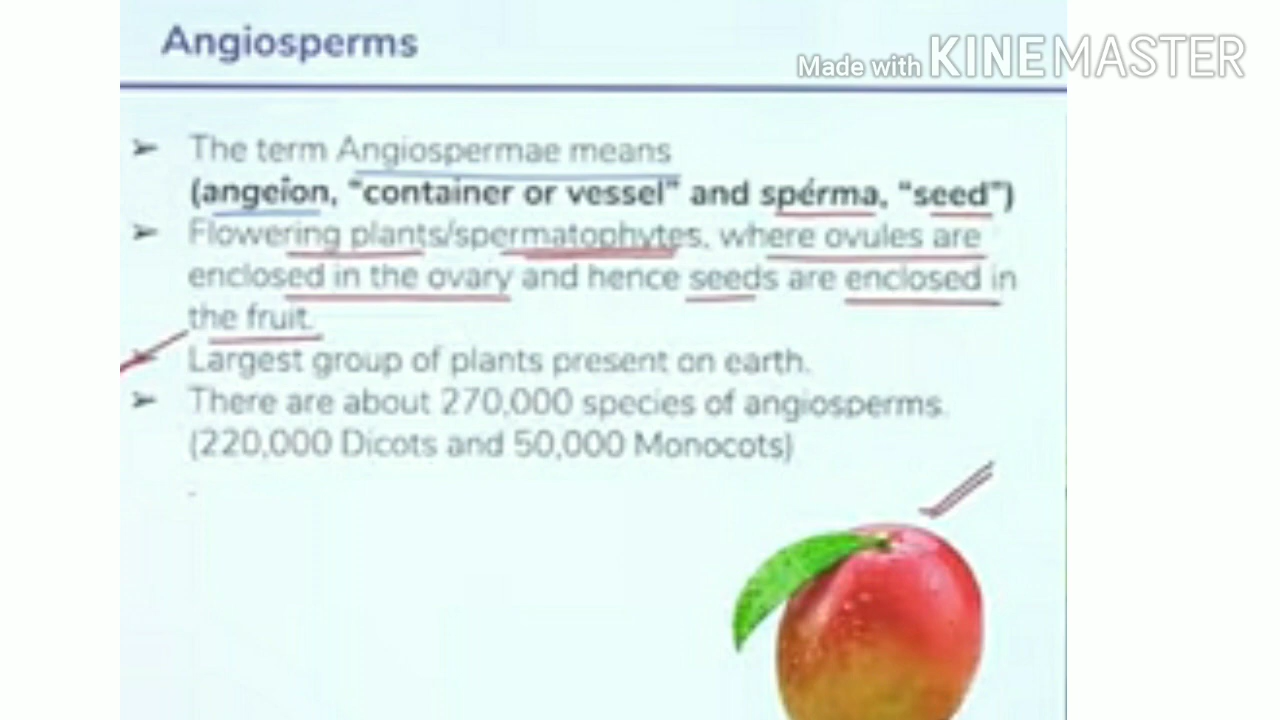 Angiosperms
Made with KINEMASTER
➤ The term Angiospermae means
(angeîon, “container or vessel” and spérma, “seed”)
➤ Flowering plants/spermatophytes, where ovules are
enclosed in the ovary and hence seeds are enclosed in
the fruit.
➤ Largest group of plants present on earth.
➤ There are about 270,000 species of angiosperms.
(220,000 Dicots and 50,000 Monocots)